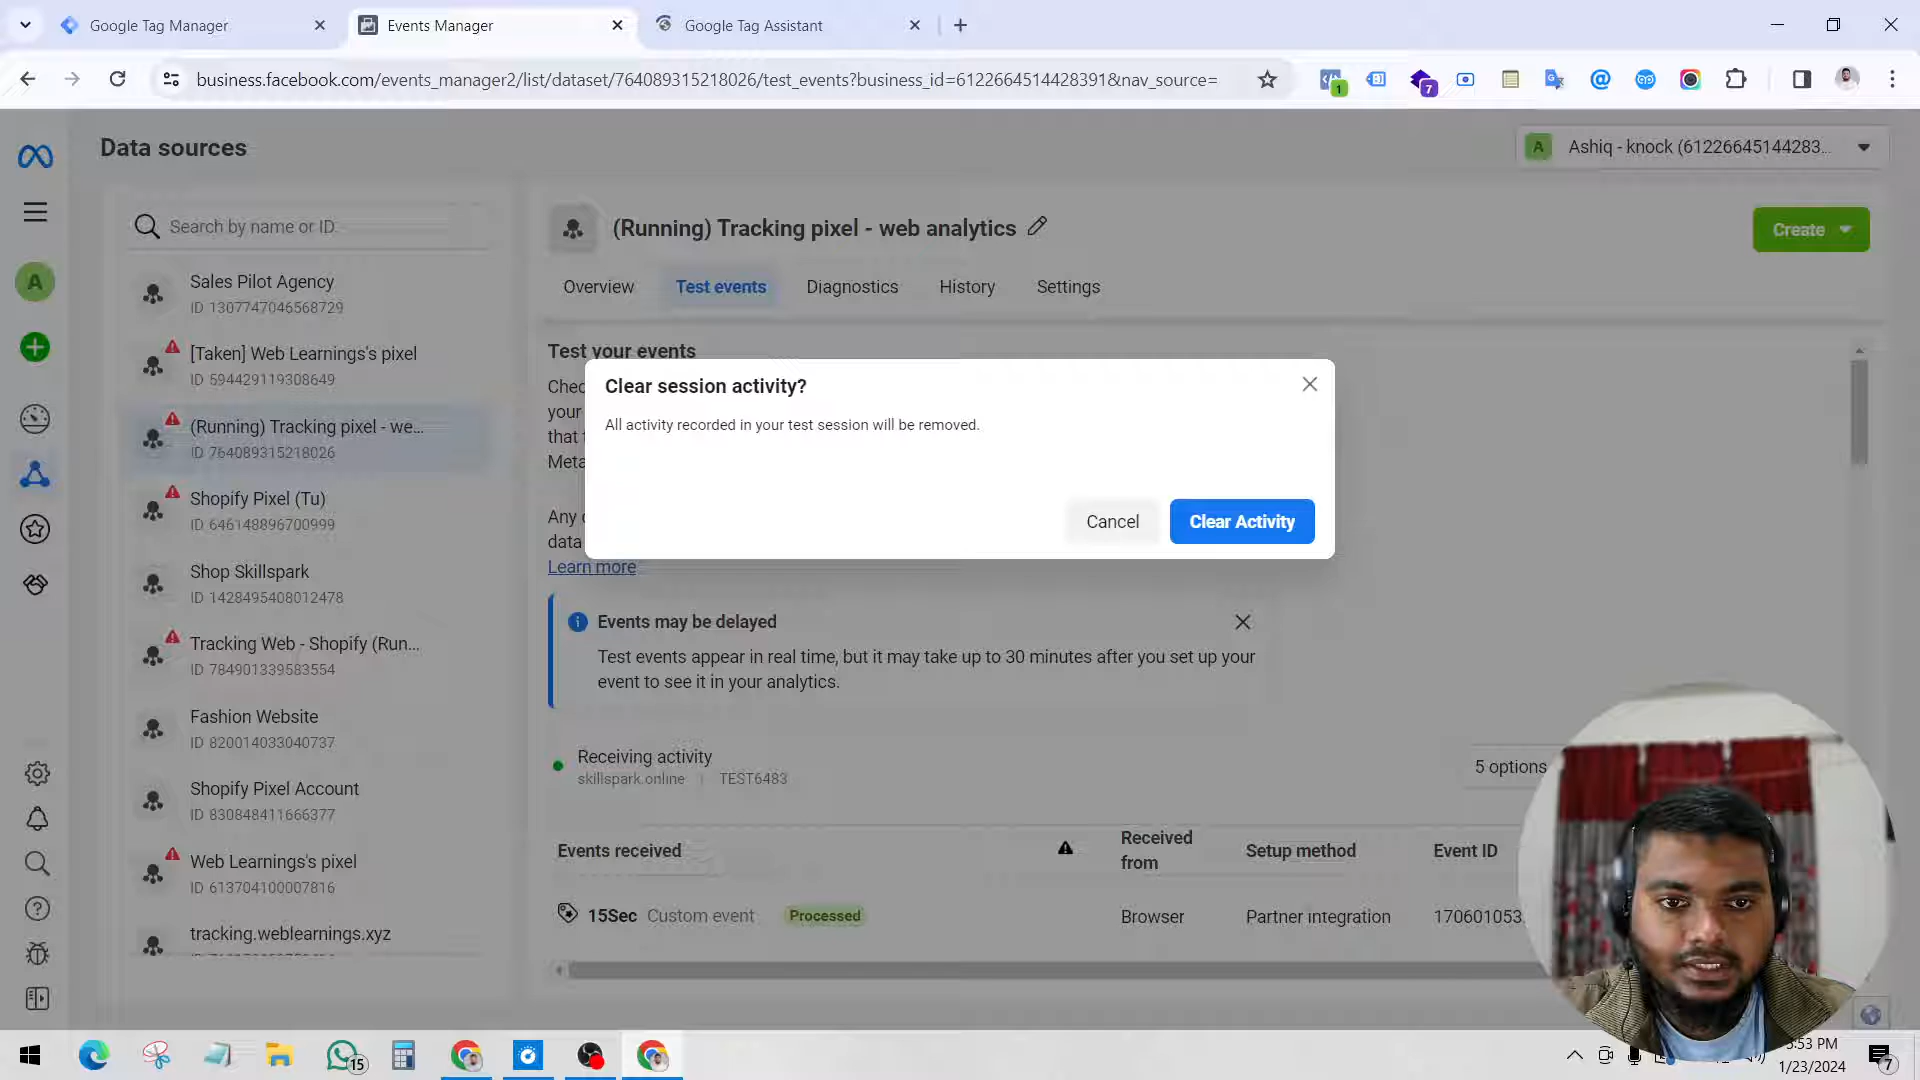 Google Tag Manager
Events Manager
Google Tag Assistant
business.facebook.com/events_manager2/list/dataset/764089315218026/test_events?business_id=6122664514428391&nav_source=
1
7
Data sources
A
Ashiq - knock (61226645144283...
Search by name or ID
(Running) Tracking pixel - web analytics
Create
Overview
Test events
Diagnostics
History
Settings
A
Sales Pilot Agency
ID 1307747046568729
[Taken] Web Learnings's pixel
ID 594429119308649
(Running) Tracking pixel - we...
ID 764089315218026
Shopify Pixel (Tu)
ID 646148896700999
Shop Skillspark
ID 1428495408012478
Tracking Web - Shopify (Run...
ID 784901339583554
Fashion Website
ID 820014033040737
Shopify Pixel Account
ID 830848411666377
Web Learnings's pixel
ID 613704100007816
tracking.weblearnings.xyz
Test your events
your
that
Meta
Any
data
Learn more
Clear session activity?
All activity recorded in your test session will be removed.
Cancel
Clear Activity
Events may be delayed
Test events appear in real time, but it may take up to 30 minutes after you set up your
event to see it in your analytics.
Receiving activity
skillspark.online | TEST6483
5 options
Events received
Received
from
Setup method
Event ID
15Sec Custom event Processed
Browser
Partner integration
170601053
15
:53 PM
1/23/2024
7